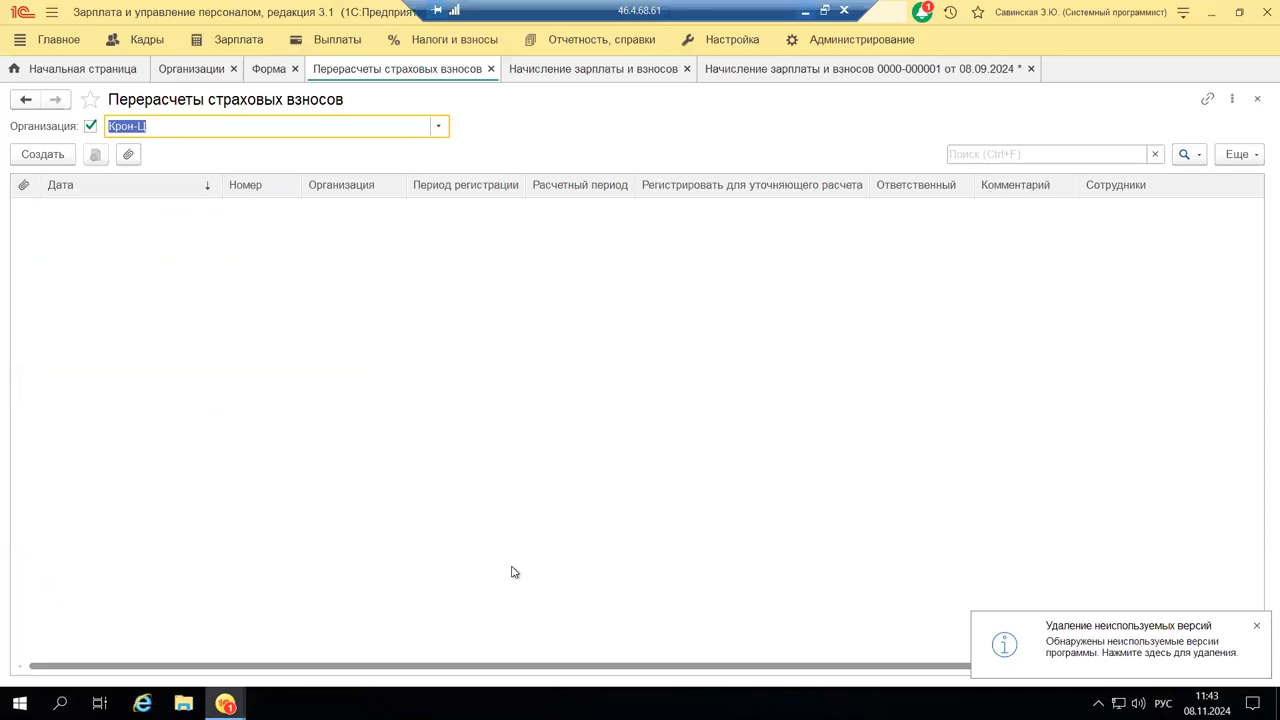 Зарплата и управление персоналом, редакция 3.1 (1С:Предприят
46.4.68.61
1
Савинская З.Ю. (Системный программист)
Главное Кадры Зарплата Выплаты Налоги и взносы Отчетность, справки Настройка Администрирование
Начальная страница Организации Форма Перерасчеты страховых взносов Начисление зарплаты и взносов Начисление зарплаты и взносов 0000-000001 от 08.09.2024 *
Перерасчеты страховых взносов
Организация: Крон-Ц
Создать Поиск (Ctrl+F) Еще
Дата Номер Организация Период регистрации Расчетный период Регистрировать для уточняющего расчета Ответственный Комментарий Сотрудники
Удаление неиспользуемых версий
Обнаружены неиспользуемые версии
программы. Нажмите здесь для удаления.
1
РУС
11:43
08.11.2024